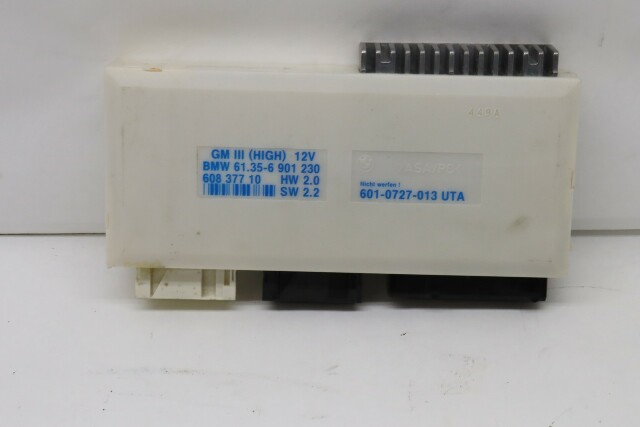 GM III (HIGH) 12V
BMW 61.35-6 901 230
608 377 10 HW 2.0
SW 2.2
Nicht werfen !
601-0727-013 UTA